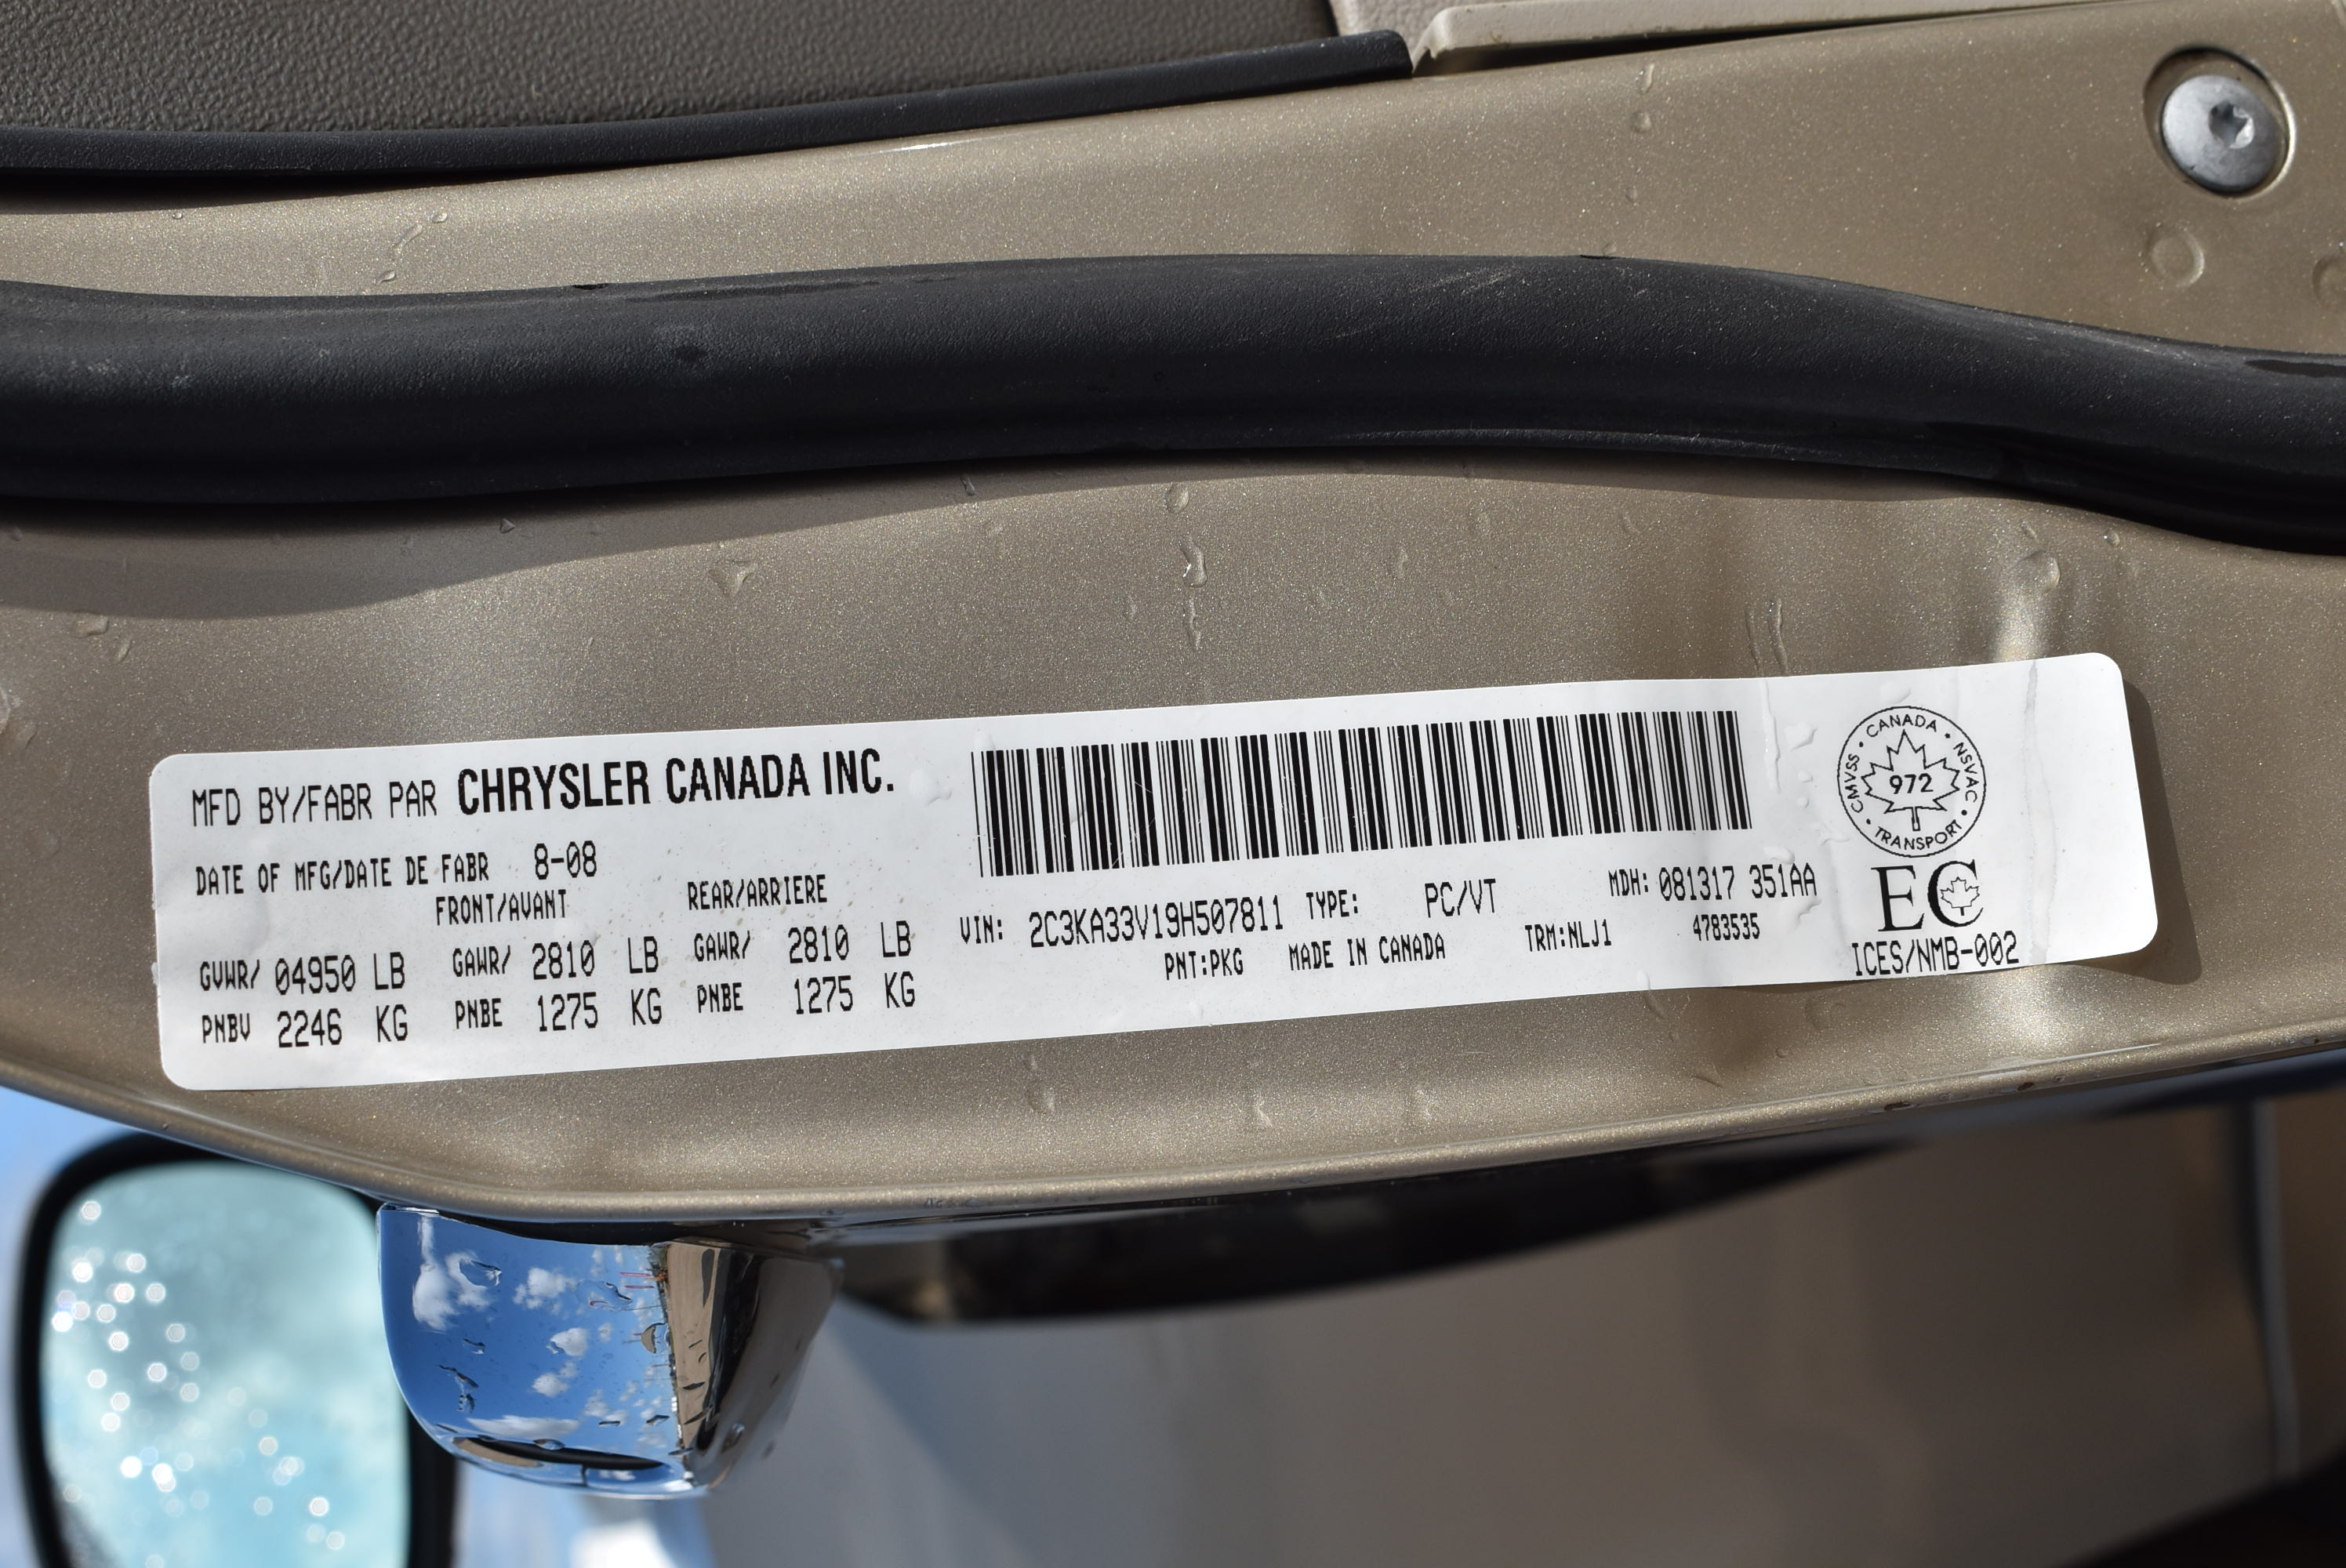 MFD BY/FABR PAR CHRYSLER CANADA INC.
DATE OF MFG/DATE DE FABR 8-08
FRONT/AVANT REAR/ARRIERE
GVWR/ 04950 LB GAWR/ 2810 LB GAWR/ 2810 LB
PNBV 2246 KG PNBE 1275 KG PNBE 1275 KG
VIN: 2C3KA33V19H507811 TYPE: PC/VT MDH: 081317 351AA
PNT:PKG MADE IN CANADA TRM:NLJ1 4783535
CANADA • NSVAC • TRANSPORT • CMVSS •
972
EC
ICES/NMB-002